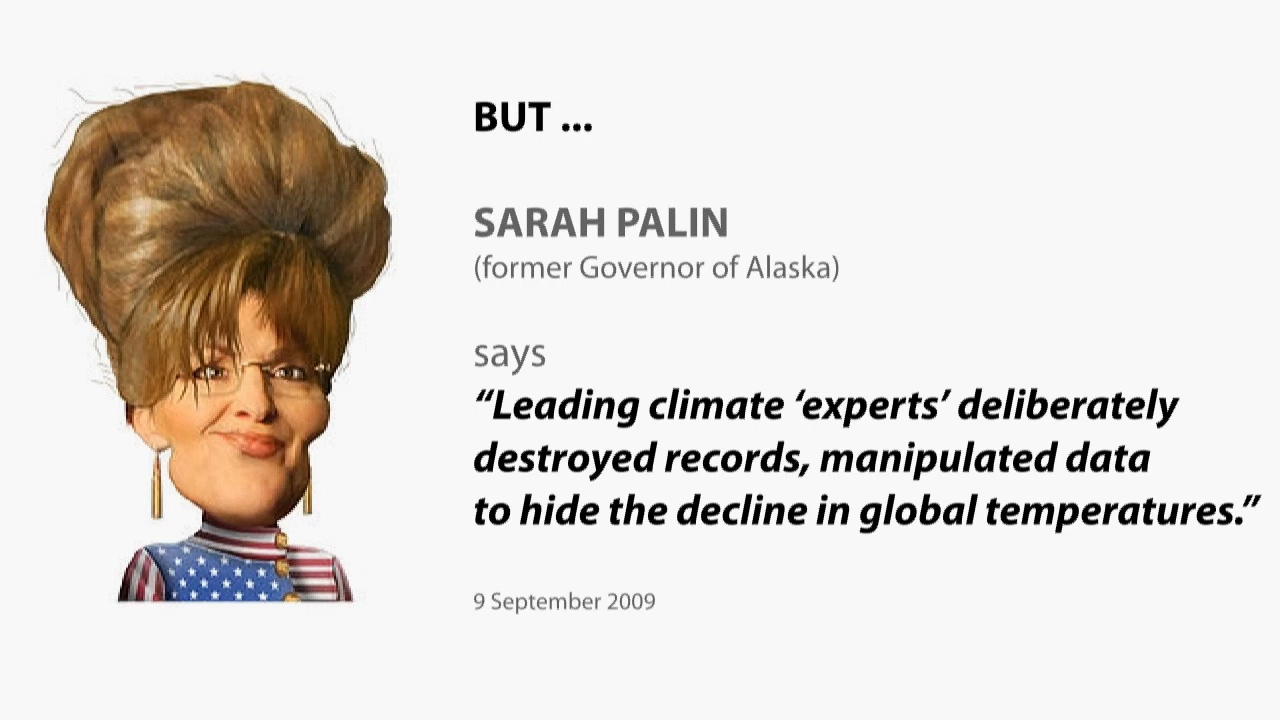 BUT ...
SARAH PALIN
(former Governor of Alaska)
says
“Leading climate ‘experts’ deliberately
destroyed records, manipulated data
to hide the decline in global temperatures.”
9 September 2009